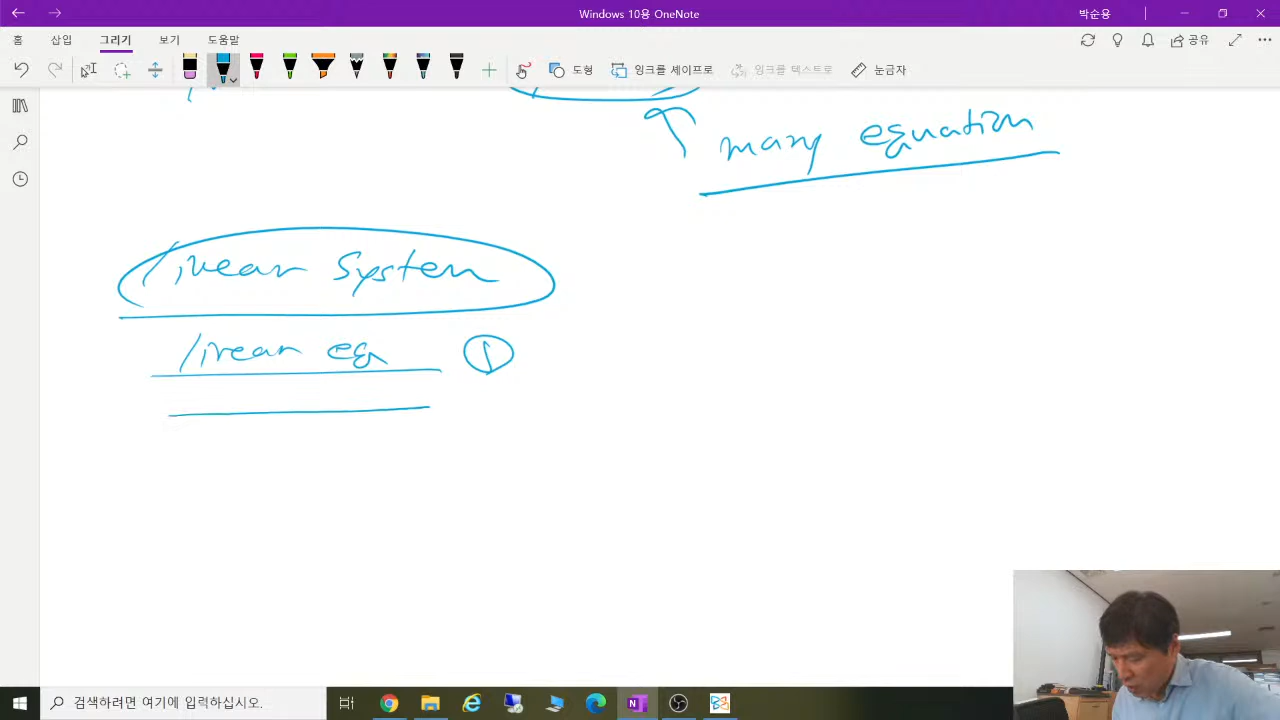 Windows 10용 OneNote
박순용
홈 삽입 그리기 보기 도움말
공유
도형 잉크를 셰이프로 잉크를 텍스트로 눈금자
many equation
linear system
linear eq ①
검색하려면 여기에 입력하십시오.